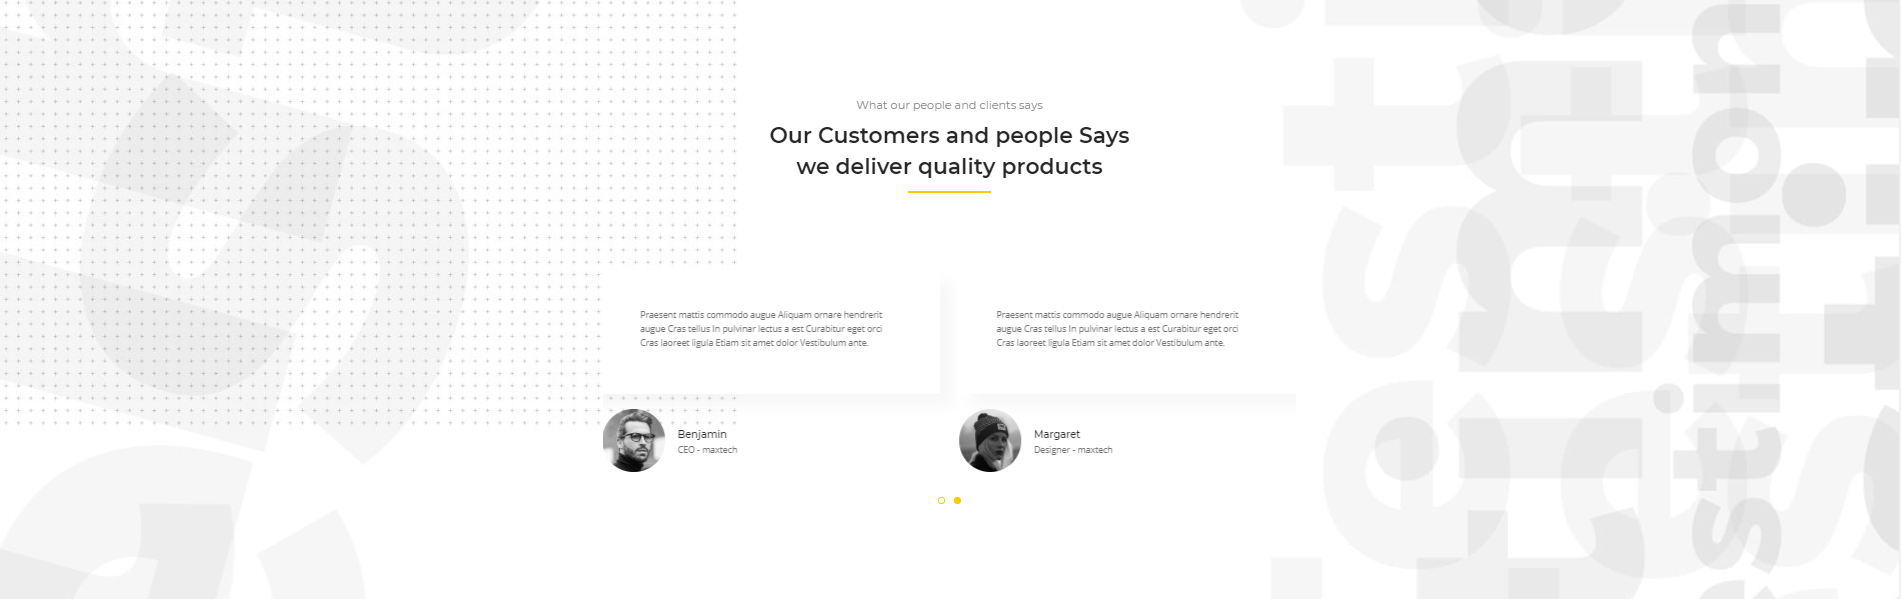 What our people and clients says
Our Customers and people Says
we deliver quality products
Praesent mattis commodo augue Aliquam ornare hendrerit
augue Cras tellus In pulvinar lectus a est Curabitur eget orci
Cras laoreet ligula Etiam sit amet dolor Vestibulum ante.
Benjamin
CEO - maxtech
Praesent mattis commodo augue Aliquam ornare hendrerit
augue Cras tellus In pulvinar lectus a est Curabitur eget orci
Cras laoreet ligula Etiam sit amet dolor Vestibulum ante.
Margaret
Designer - maxtech